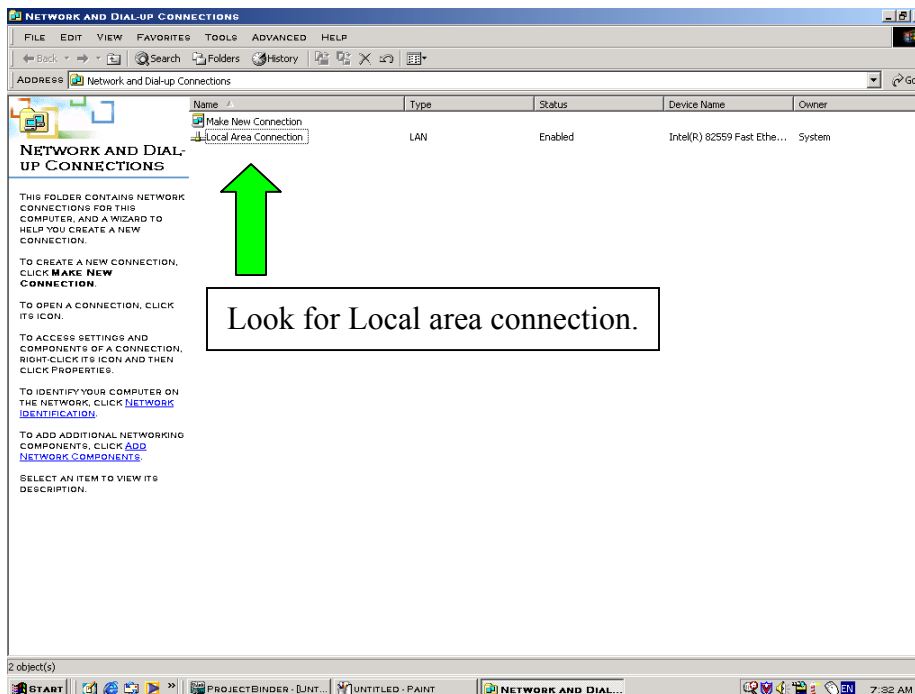 NETWORK AND DIAL-UP CONNECTIONS
FILE EDIT VIEW FAVORITES TOOLS ADVANCED HELP
Back Search Folders History
ADDRESS Network and Dial-up Connections Go
Name Type Status Device Name Owner
Make New Connection
Local Area Connection LAN Enabled Intel(R) 82559 Fast Ethe... System
NETWORK AND DIAL-
UP CONNECTIONS
THIS FOLDER CONTAINS NETWORK
CONNECTIONS FOR THIS
COMPUTER, AND A WIZARD TO
HELP YOU CREATE A NEW
CONNECTION.
TO CREATE A NEW CONNECTION,
CLICK MAKE NEW
CONNECTION.
TO OPEN A CONNECTION, CLICK
ITS ICON.
TO ACCESS SETTINGS AND
COMPONENTS OF A CONNECTION,
RIGHT-CLICK ITS ICON AND THEN
CLICK PROPERTIES.
TO IDENTIFY YOUR COMPUTER ON
THE NETWORK, CLICK NETWORK
IDENTIFICATION.
TO ADD ADDITIONAL NETWORKING
COMPONENTS, CLICK ADD
NETWORK COMPONENTS.
SELECT AN ITEM TO VIEW ITS
DESCRIPTION.
Look for Local area connection.
2 object(s)
START » PROJECTBINDER - [UNT... UNTITLED - PAINT NETWORK AND DIAL... EN 7:32 AM